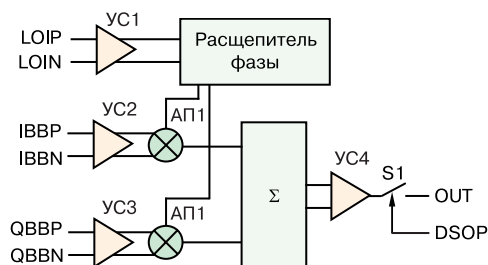 УС1
LOIP
LOIN
Расщепитель
фазы
УС2
АП1
IBBP
IBBN
УС3
АП1
QBBP
QBBN
Σ
УС4
S1
OUT
DSOP